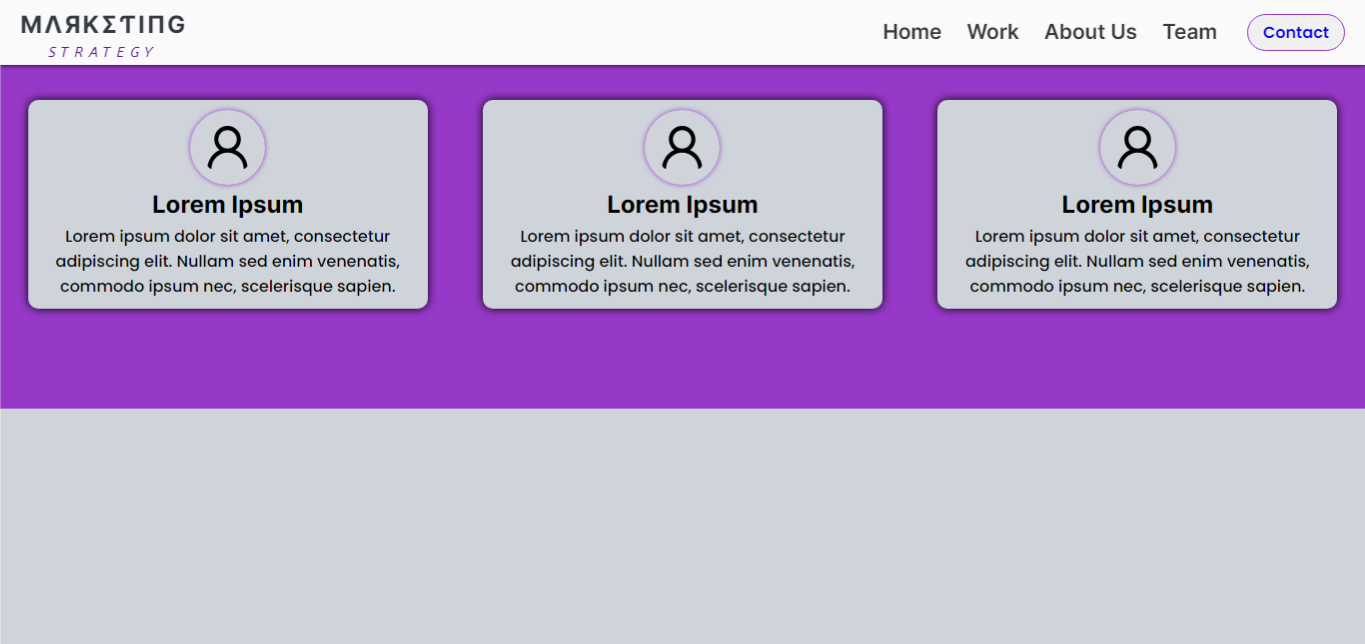 MΛЯKΣTIПG
STRATEGY
Home Work About Us Team Contact
Lorem Ipsum
Lorem ipsum dolor sit amet, consectetur
adipiscing elit. Nullam sed enim venenatis,
commodo ipsum nec, scelerisque sapien.
Lorem Ipsum
Lorem ipsum dolor sit amet, consectetur
adipiscing elit. Nullam sed enim venenatis,
commodo ipsum nec, scelerisque sapien.
Lorem Ipsum
Lorem ipsum dolor sit amet, consectetur
adipiscing elit. Nullam sed enim venenatis,
commodo ipsum nec, scelerisque sapien.